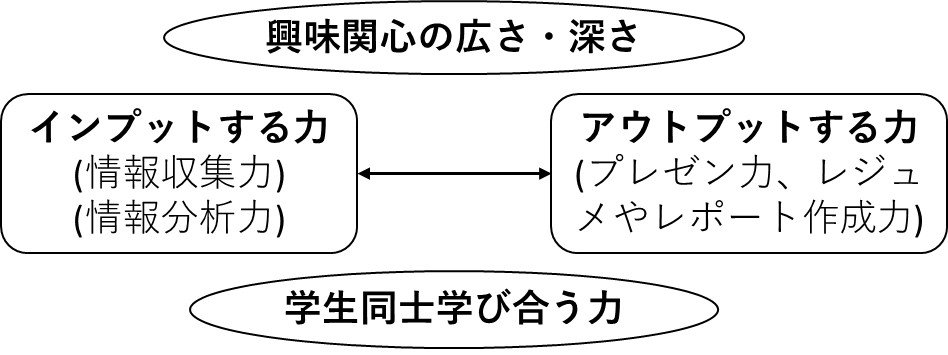 興味関心の広さ・深さ
インプットする力
(情報収集力)
(情報分析力)
アウトプットする力
(プレゼン力、レジュ
メやレポート作成力)
学生同士学び合う力